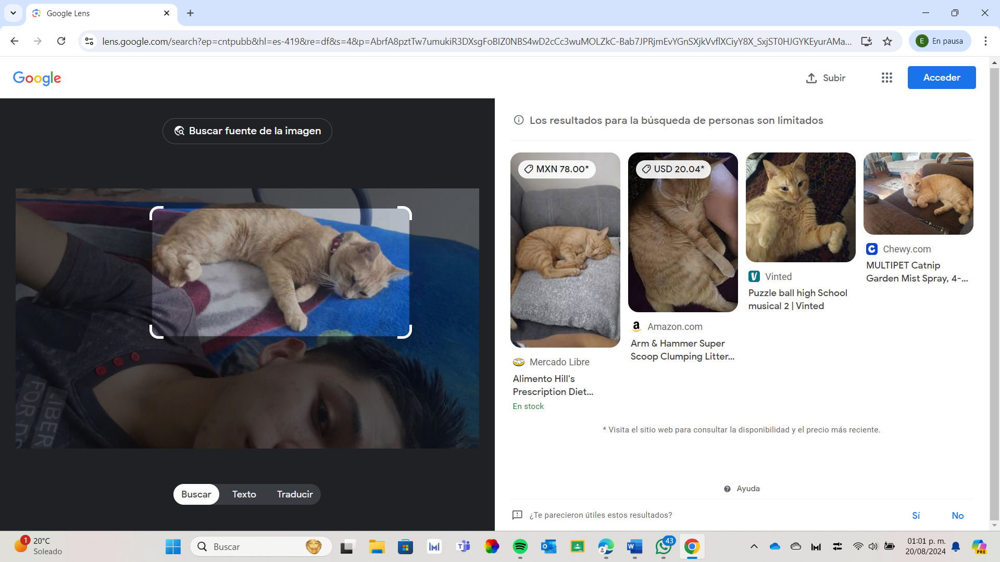 Google Lens
lens.google.com/search?ep=cntpubb&hl=es-419&re=df&s=4&p=AbrfA8pztTw7umukiR3DXsgFoBIZ0NBS4wD2cCc3wuMOLZkC-Bab7JPRjmEvYGnSXjkVvflXCiyY8X_SxjST0HJGYKEyurAMa...
E En pausa
Google
Subir
Acceder
Buscar fuente de la imagen
Los resultados para la búsqueda de personas son limitados
MXN 78.00*
Mercado Libre
Alimento Hill's
Prescription Diet...
En stock
USD 20.04*
Amazon.com
Arm & Hammer Super
Scoop Clumping Litter...
Vinted
Puzzle ball high School
musical 2 | Vinted
Chewy.com
MULTIPET Catnip
Garden Mist Spray, 4-...
* Visita el sitio web para consultar la disponibilidad y el precio más reciente.
Buscar Texto Traducir
Ayuda
¿Te parecieron útiles estos resultados?
Sí No
1
20°C
Soleado
Buscar
43
01:01 p. m.
20/08/2024
PRE